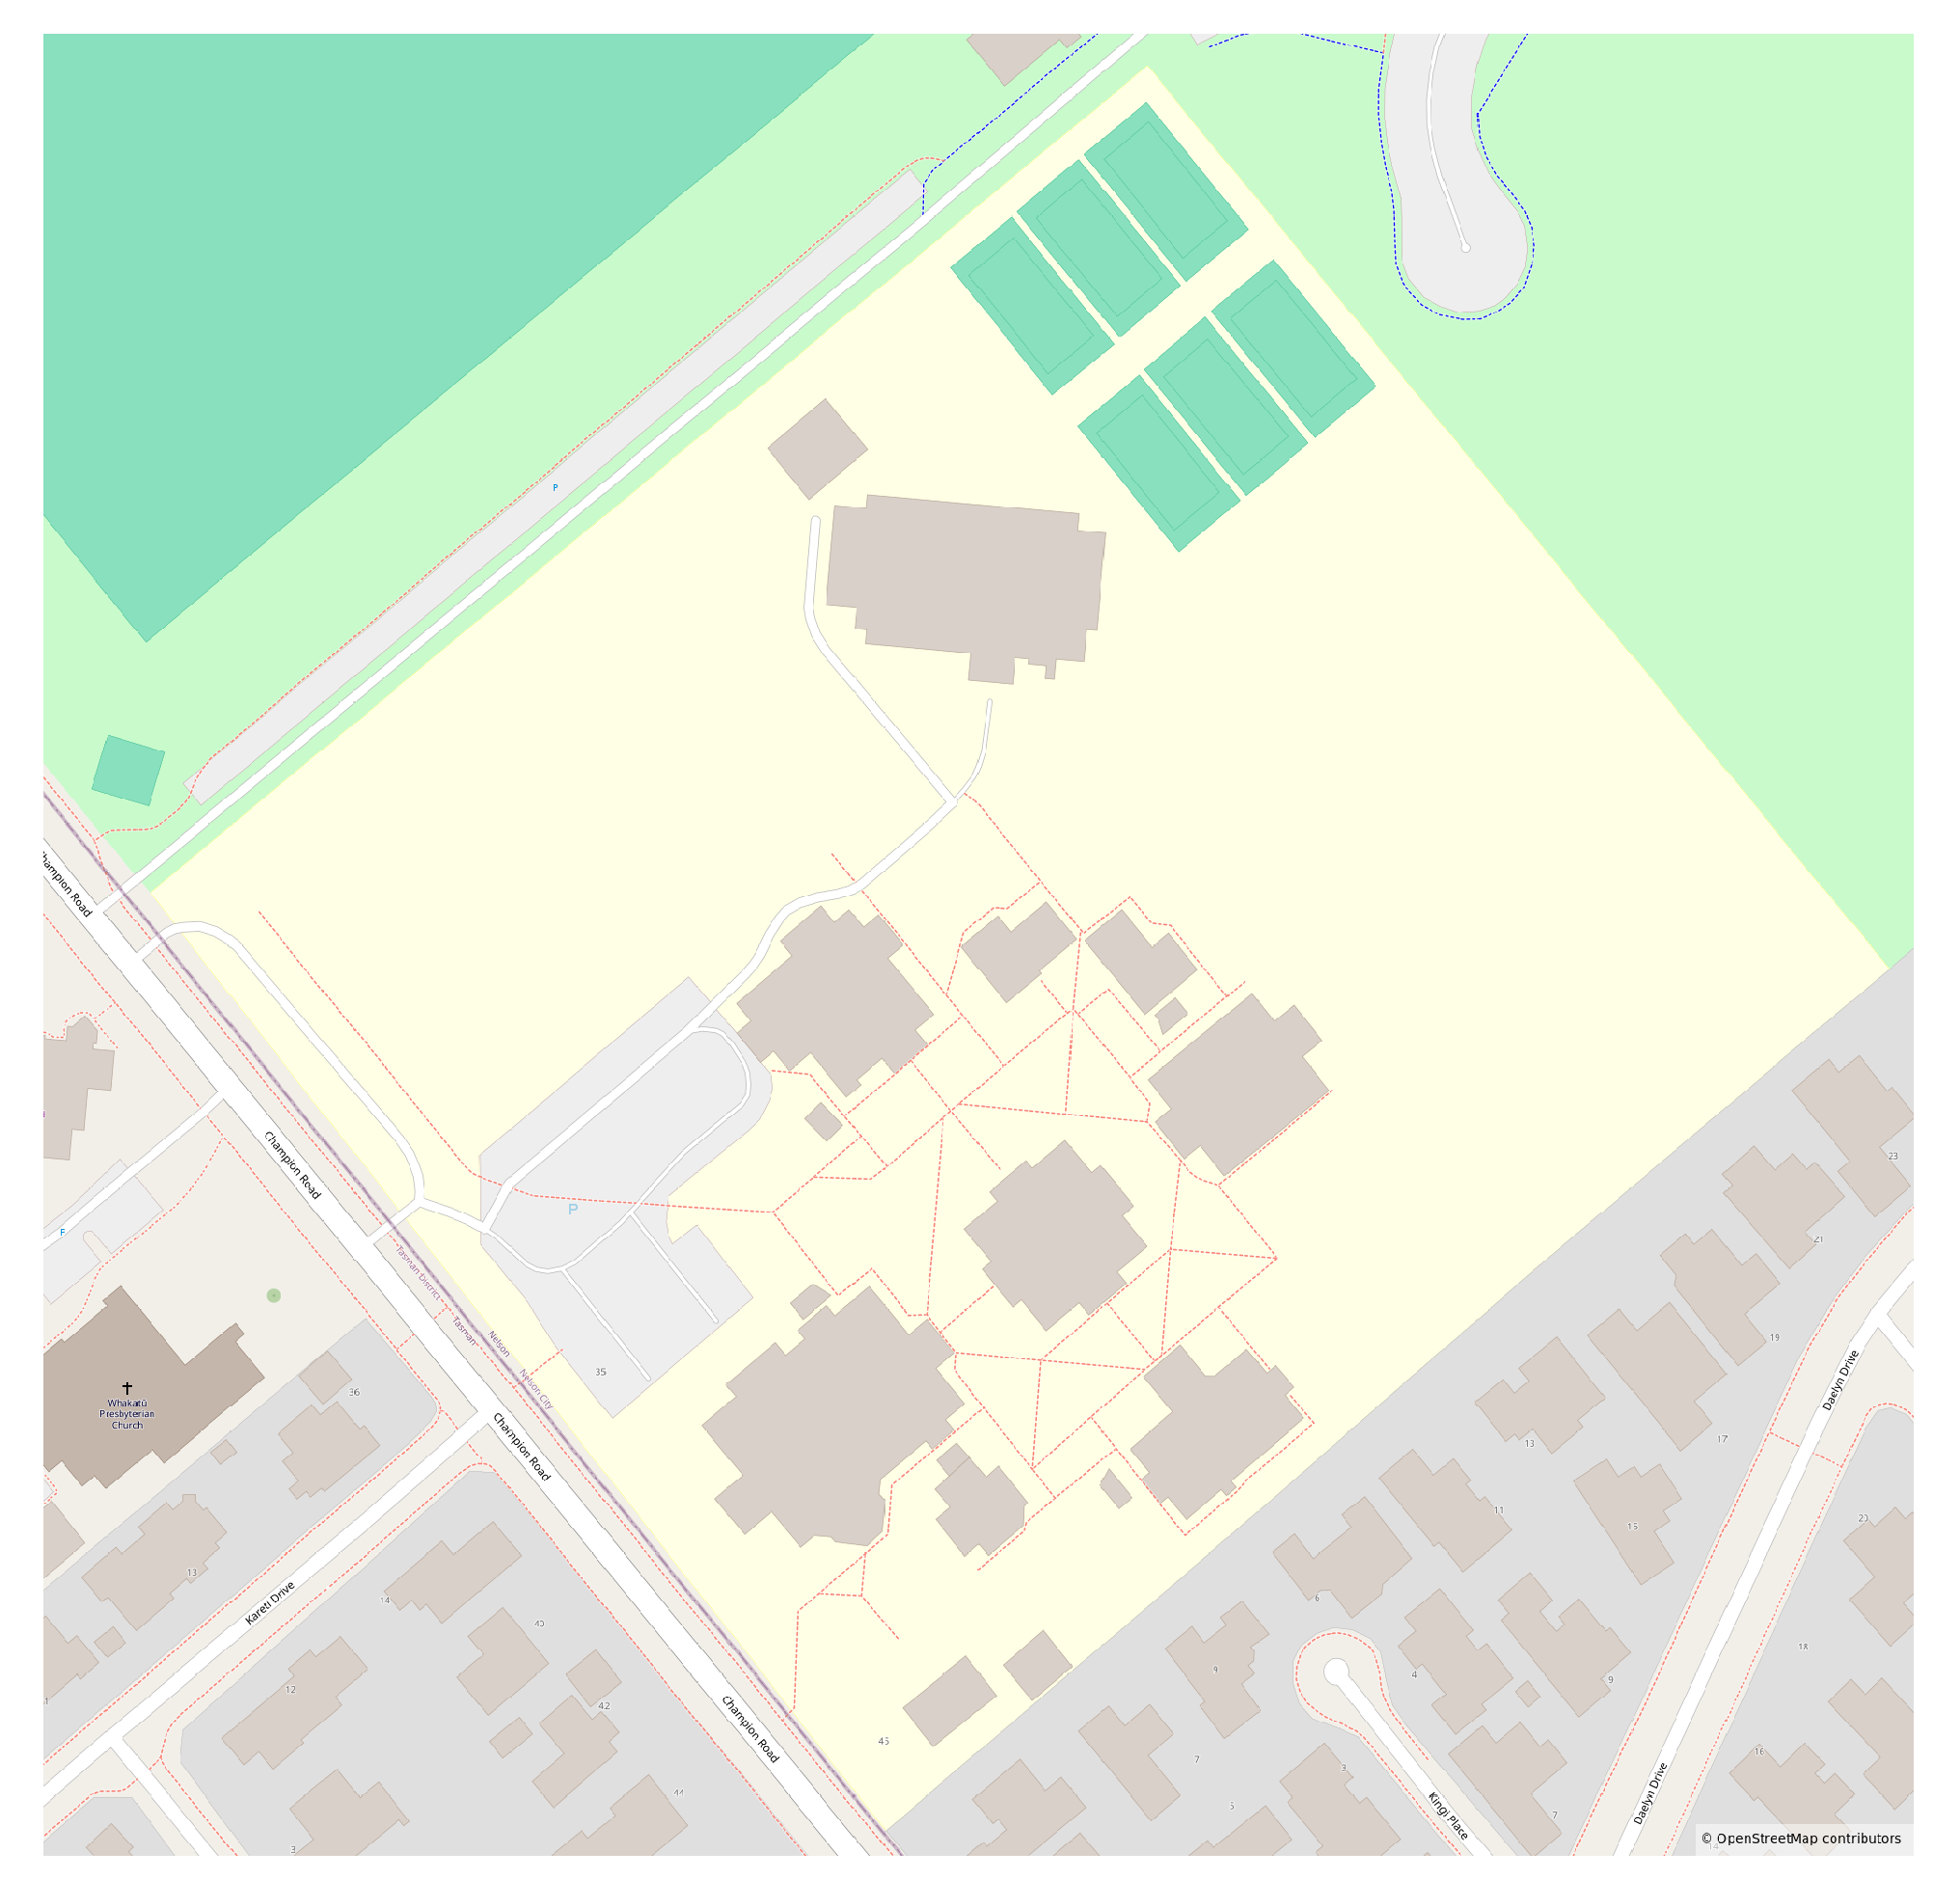 P
Champion Road
Champion Road
Tasman District
Tasman
Nelson
Nelson City
P
P
35
Whakatū
Presbyterian
Church
36
Champion Road
13
Kareti Drive
14
40
12
42
44
3
Champion Road
45
23
21
19
17
13
11
15
Daelyn Drive
20
18
16
6
4
9
9
7
5
3
7
Kingi Place
Daelyn Drive
© OpenStreetMap contributors